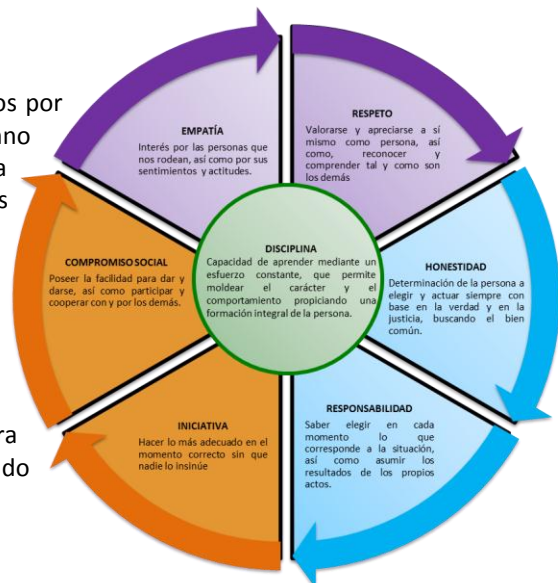 os por
ano
a
s
ra
do
EMPATÍA
Interés por las personas que
nos rodean, así como por sus
sentimientos y actitudes.
RESPETO
Valorarse y apreciarse a sí
mismo como persona, así
como, reconocer y
comprender tal y como son
los demás
COMPROMISO SOCIAL
Poseer la facilidad para dar y
darse, así como participar y
cooperar con y por los demás.
DISCIPLINA
Capacidad de aprender mediante un
esfuerzo constante, que permite
moldear el carácter y el
comportamiento propiciando una
formación integral de la persona.
HONESTIDAD
Determinación de la persona a
elegir y actuar siempre con
base en la verdad y en la
justicia, buscando el bien
común.
INICIATIVA
Hacer lo más adecuado en el
momento correcto sin que
nadie lo insinúe
RESPONSABILIDAD
Saber elegir en cada
momento lo que
corresponde a la situación,
así como asumir los
resultados de los propios
actos.